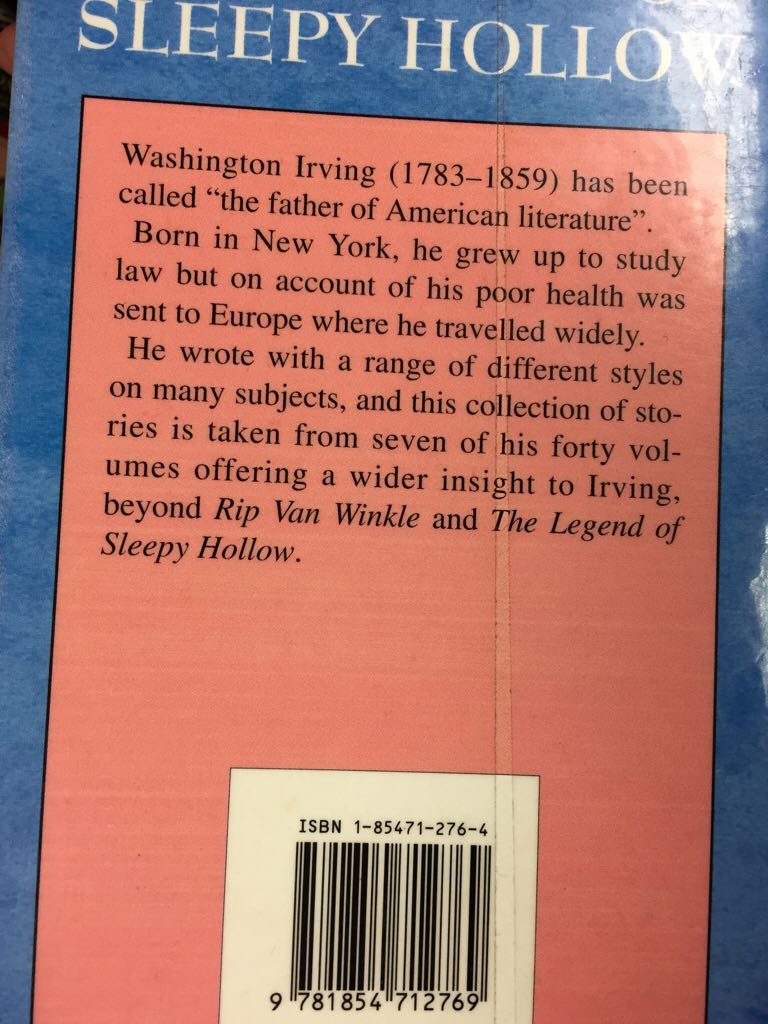 SLEEPY HOLLOW
Washington Irving (1783–1859) has been
called “the father of American literature”.
Born in New York, he grew up to study
law but on account of his poor health was
sent to Europe where he travelled widely.
He wrote with a range of different styles
on many subjects, and this collection of sto-
ries is taken from seven of his forty vol-
umes offering a wider insight to Irving,
beyond Rip Van Winkle and The Legend of
Sleepy Hollow.
ISBN 1-85471-276-4
9 781854 712769